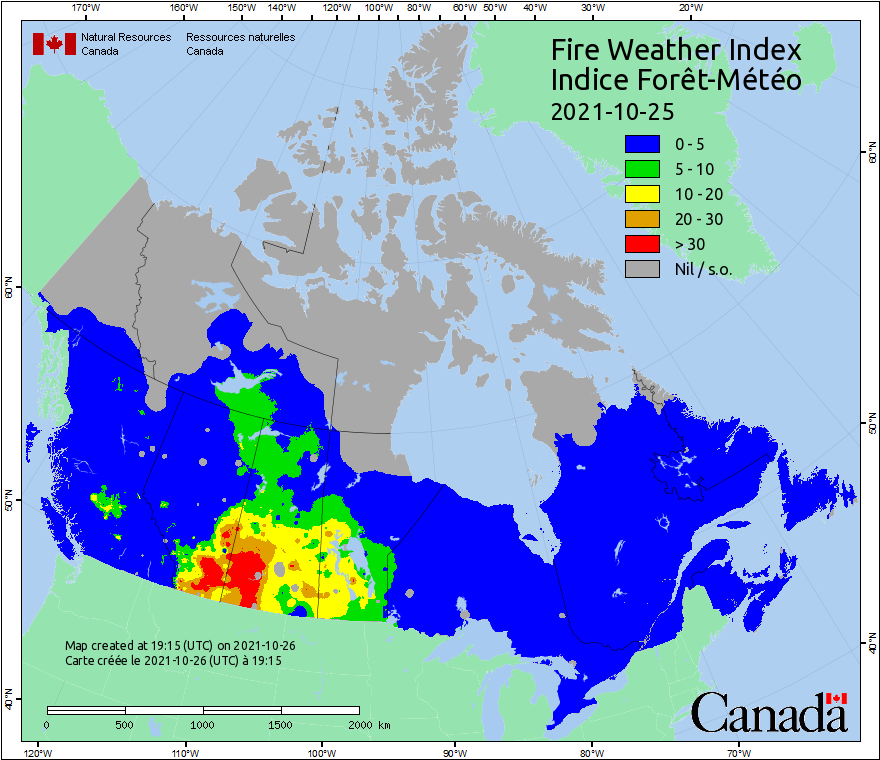 170°W 160°W 150°W 140°W 130°W 120°W 110°W 100°W 90°W 80°W 70°W 60°W 50°W 40°W 30°W 20°W
Natural Resources Ressources naturelles
Canada Canada
Fire Weather Index
Indice Forêt-Météo
2021-10-25
0 - 5
5 - 10
10 - 20
20 - 30
> 30
Nil / s.o.
60°N
60°N
50°N
50°N
40°N
40°N
Map created at 19:15 (UTC) on 2021-10-26
Carte créée le 2021-10-26 (UTC) à 19:15
0 500 1000 1500 2000 km
Canada
120°W 110°W 100°W 90°W 80°W 70°W